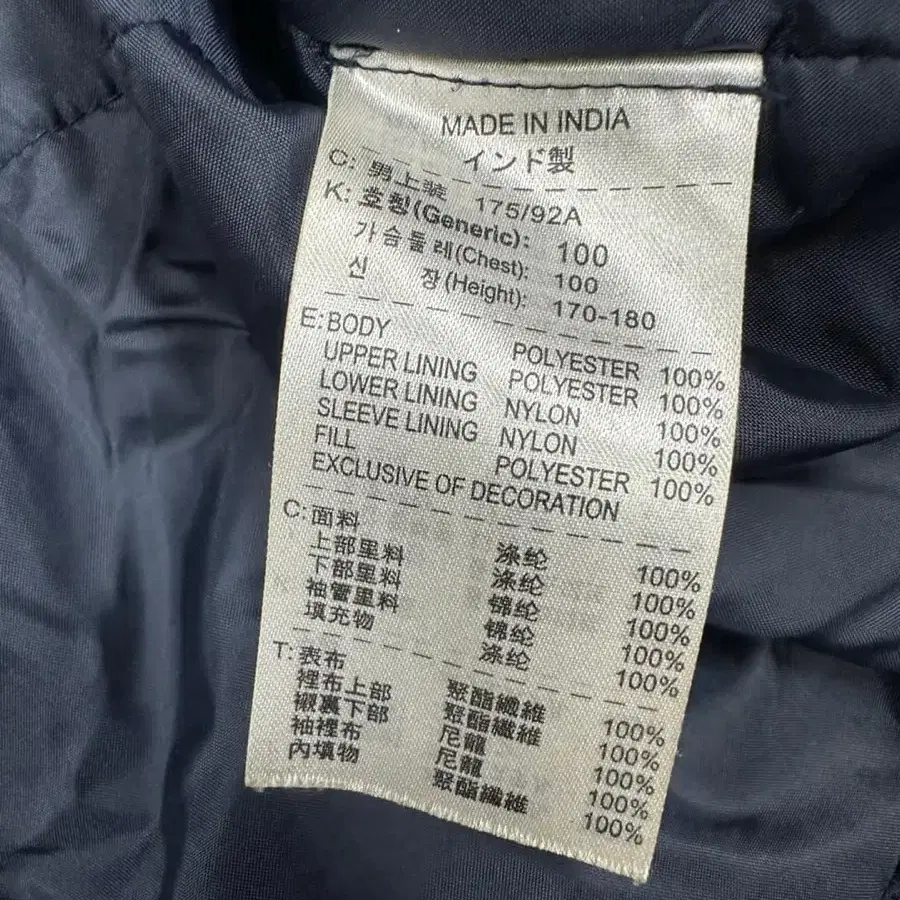 MADE IN INDIA
インド製
C: 男上装 175/92A
K: 호칭(Generic): 100
가슴둘레(Chest): 100
신 장(Height): 170-180
E: BODY POLYESTER 100%
UPPER LINING POLYESTER 100%
LOWER LINING NYLON 100%
SLEEVE LINING NYLON 100%
FILL POLYESTER 100%
EXCLUSIVE OF DECORATION
C: 面料 涤纶 100%
上部里料 涤纶 100%
下部里料 锦纶 100%
袖管里料 锦纶 100%
填充物 涤纶 100%
T: 表布 聚酯纖維 100%
裡布上部 聚酯纖維 100%
襯裏下部 尼龍 100%
袖裡布 尼龍 100%
內填物 聚酯纖維 100%